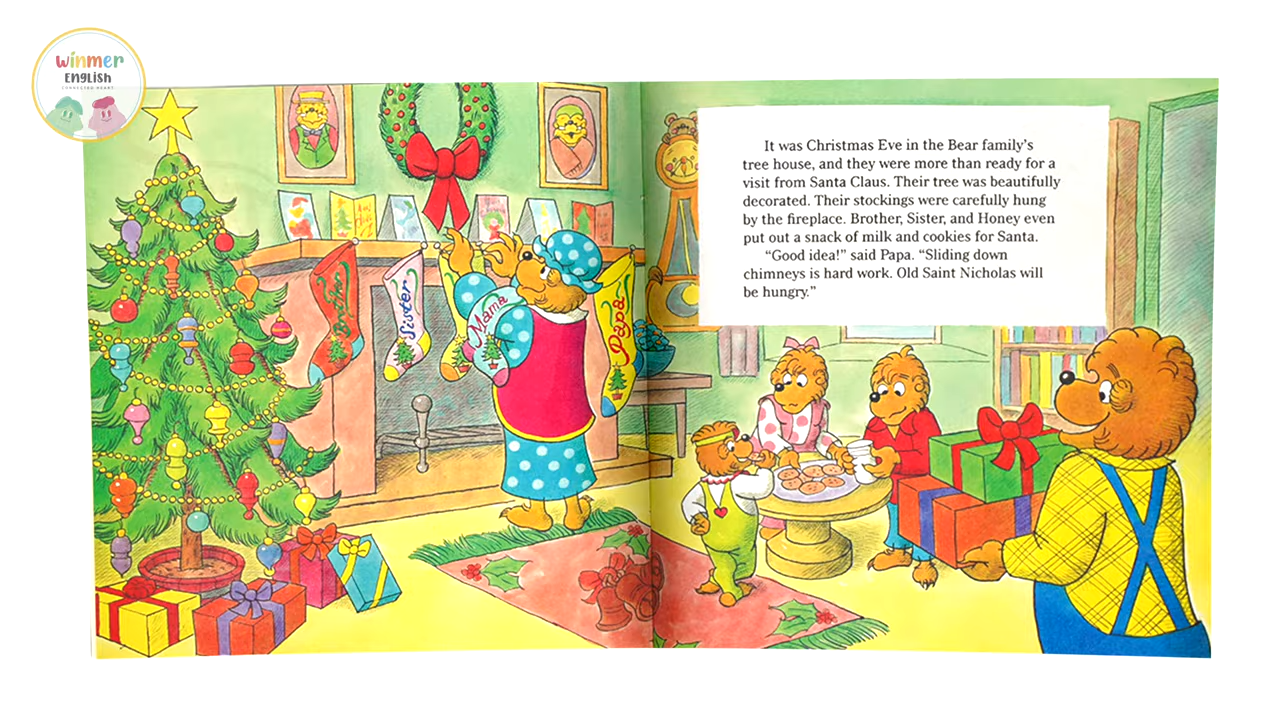 winmer
ENGLISH
CONNECTED HEART
Brother
Sister
Mama
Papa
It was Christmas Eve in the Bear family's
tree house, and they were more than ready for a
visit from Santa Claus. Their tree was beautifully
decorated. Their stockings were carefully hung
by the fireplace. Brother, Sister, and Honey even
put out a snack of milk and cookies for Santa.
"Good idea!" said Papa. "Sliding down
chimneys is hard work. Old Saint Nicholas will
be hungry."